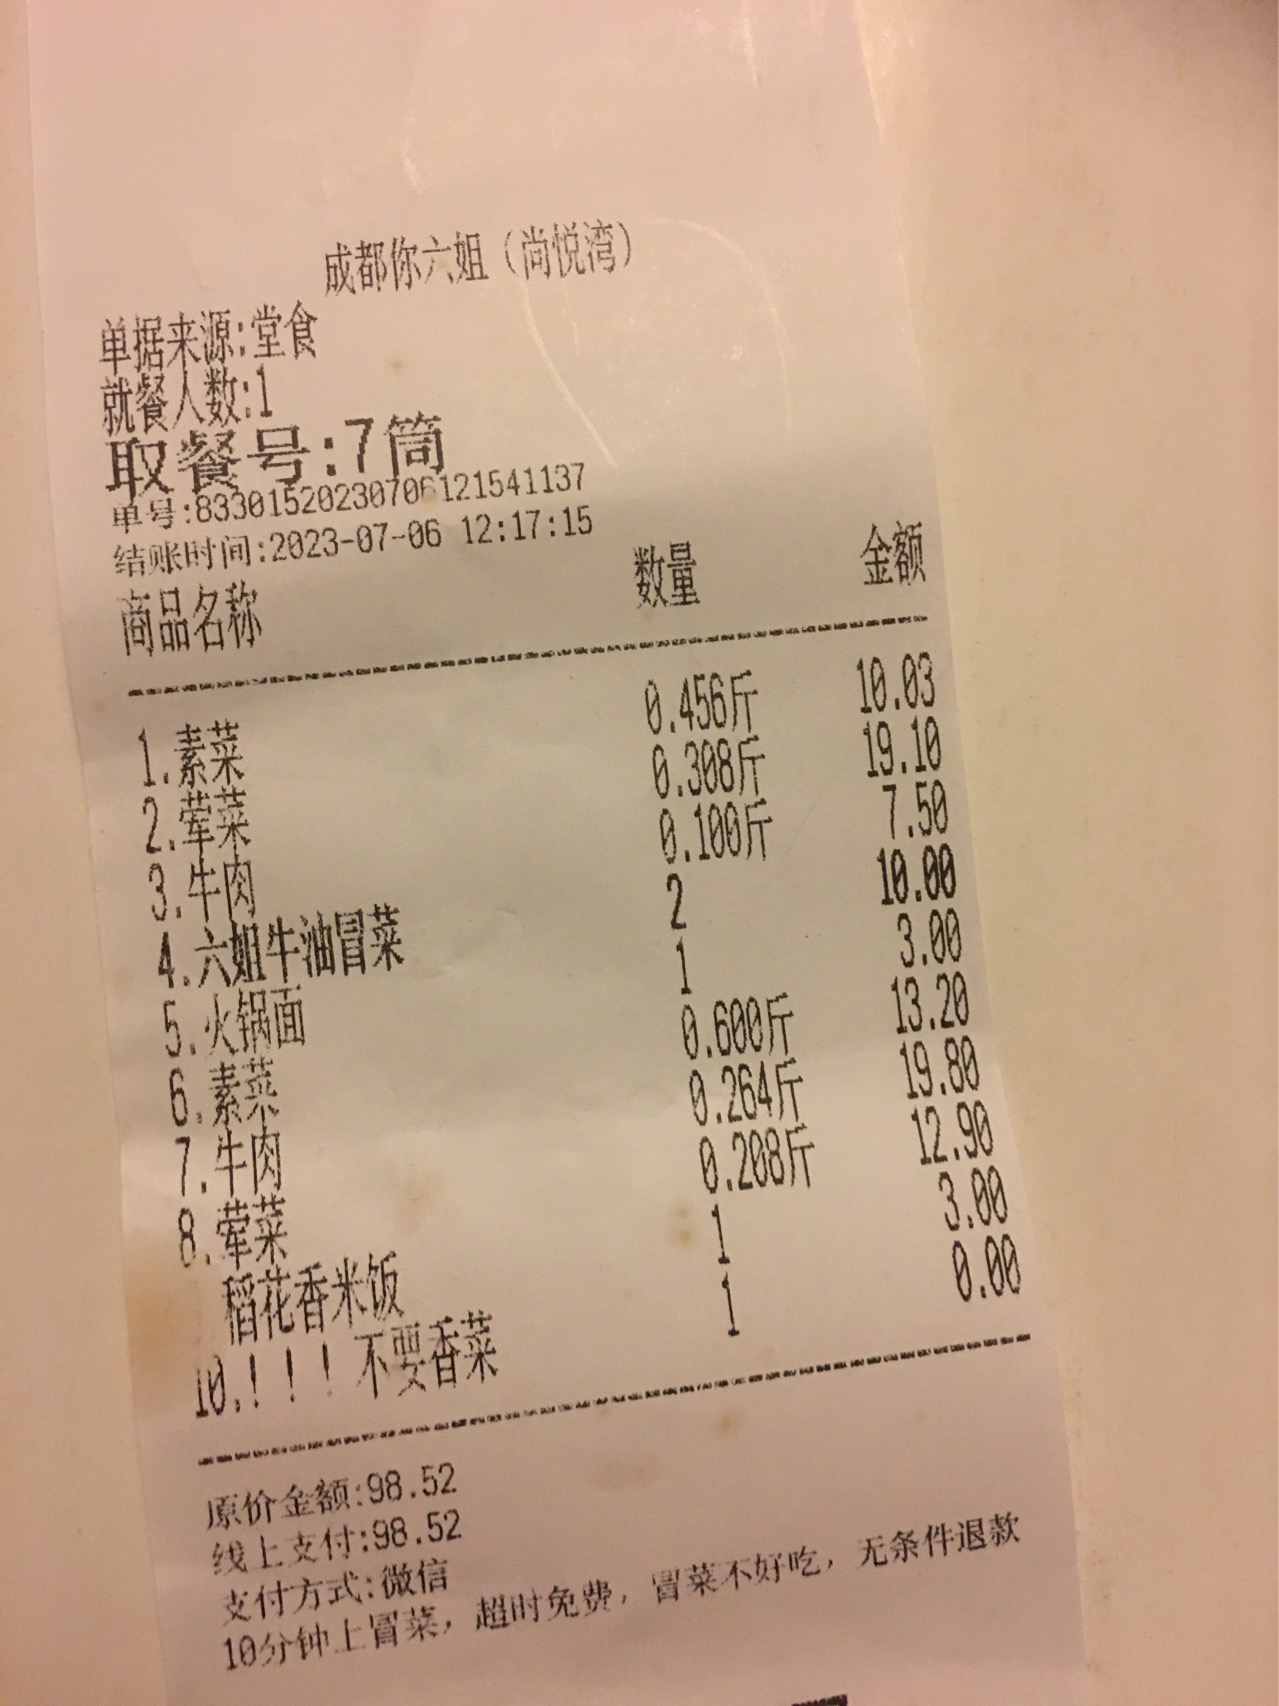 成都你六姐（尚悦湾）
单据来源:堂食
就餐人数:1
取餐号:7筒
单号:83301520230706121541137
结账时间:2023-07-06 12:17:15
商品名称 数量 金额
1.素菜 0.456斤 10.03
2.荤菜 0.308斤 19.10
3.牛肉 0.100斤 7.50
4.六姐牛油冒菜 2 10.00
5.火锅面 1 3.00
6.素菜 0.600斤 13.20
7.牛肉 0.264斤 19.80
8.荤菜 0.208斤 12.90
稻花香米饭 1 3.00
10.！！！不要香菜 1 0.00
原价金额:98.52
线上支付:98.52
支付方式:微信
10分钟上冒菜，超时免费，冒菜不好吃，无条件退款